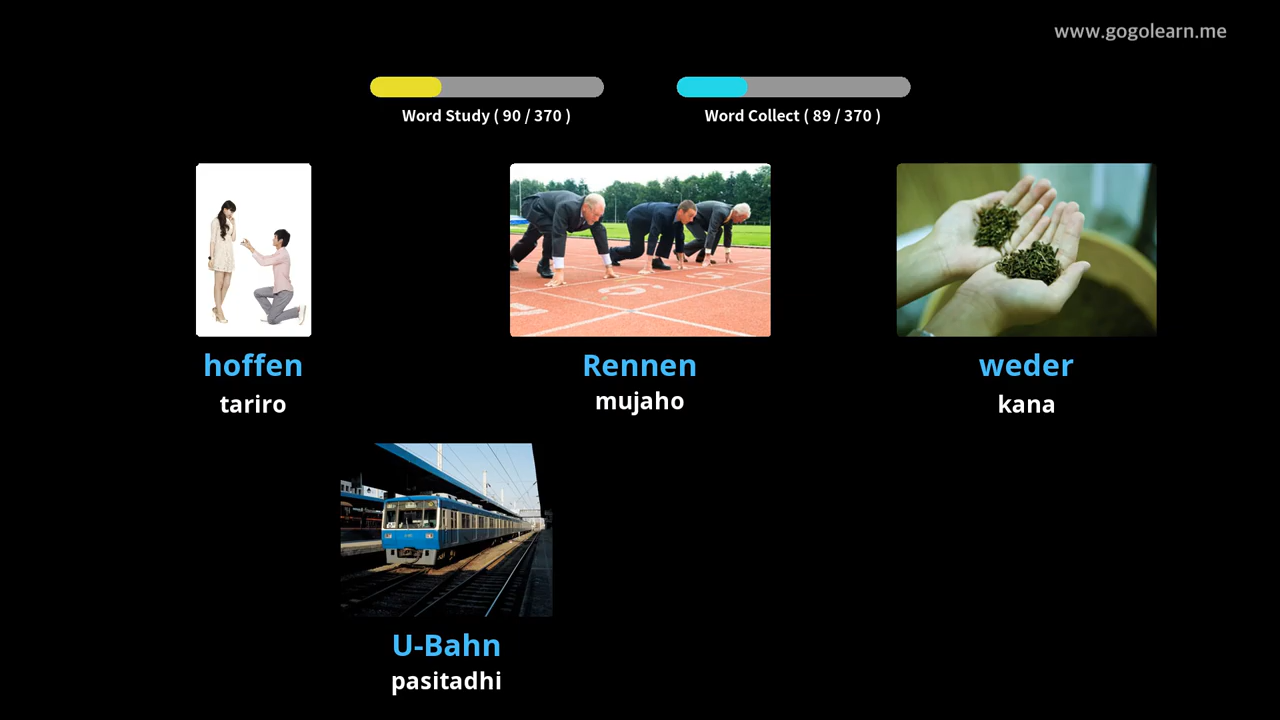 www.gogolearn.me
Word Study ( 90 / 370 )
Word Collect ( 89 / 370 )
hoffen
tariro
Rennen
mujaho
weder
kana
U-Bahn
pasitadhi